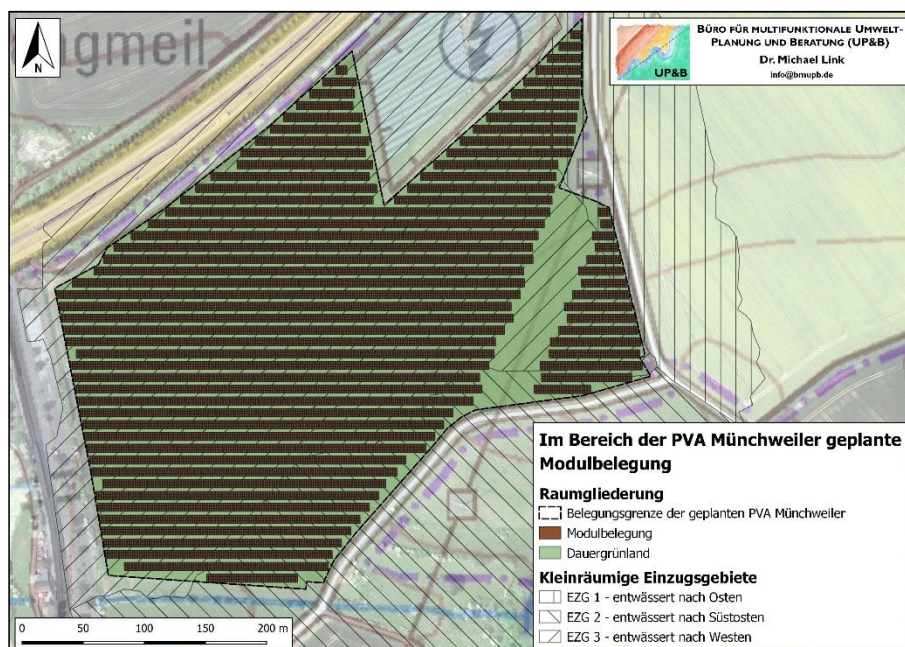 ngmeil
N
BÜRO FÜR MULTIFUNKTIONALE UMWELT-
PLANUNG UND BERATUNG (UP&B)
Dr. Michael Link
info@bmupb.de
UP&B
Im Bereich der PVA Münchweiler geplante
Modulbelegung
Raumgliederung
Belegungsgrenze der geplanten PVA Münchweiler
Modulbelegung
Dauergrünland
Kleinräumige Einzugsgebiete
EZG 1 - entwässert nach Osten
EZG 2 - entwässert nach Süstosten
EZG 3 - entwässert nach Westen
0 50 100 150 200 m